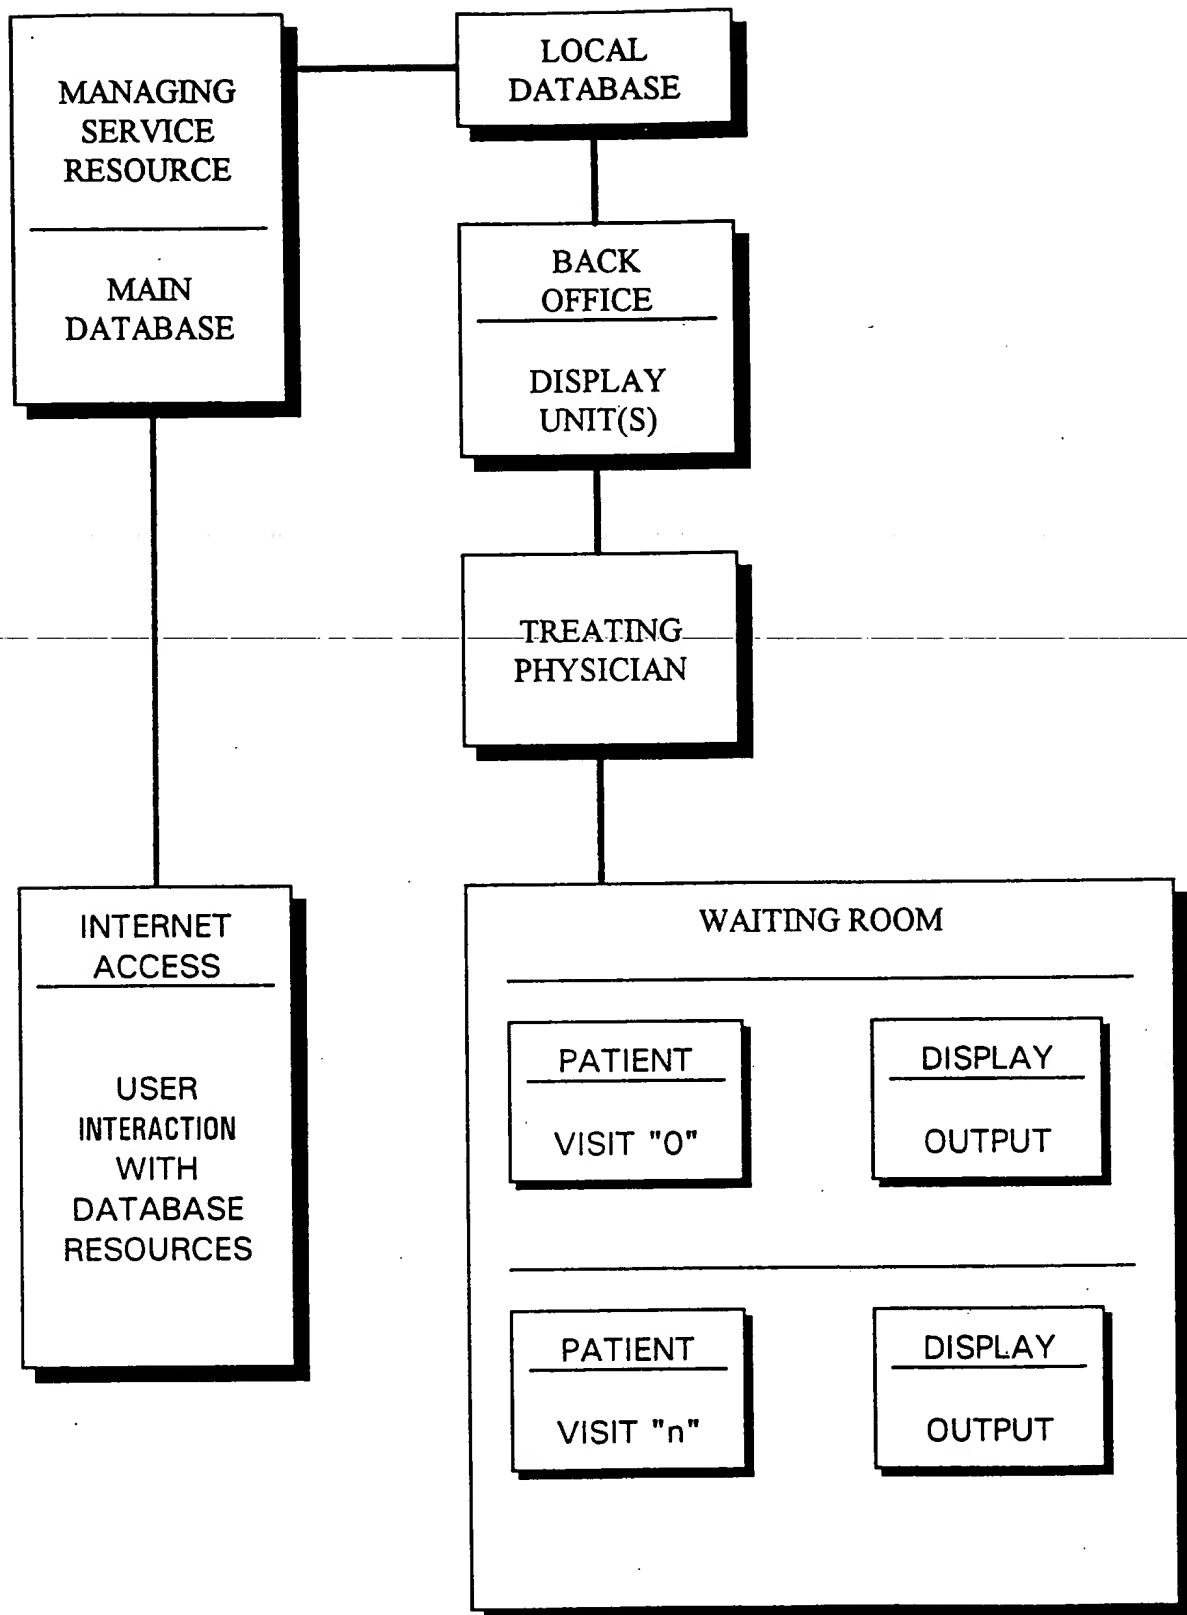 MANAGING
SERVICE
RESOURCE
MAIN
DATABASE
LOCAL
DATABASE
BACK
OFFICE
DISPLAY
UNIT(S)
TREATING
PHYSICIAN
INTERNET
ACCESS
USER
INTERACTION
WITH
DATABASE
RESOURCES
WAITING ROOM
PATIENT
VISIT "0"
DISPLAY
OUTPUT
PATIENT
VISIT "n"
DISPLAY
OUTPUT